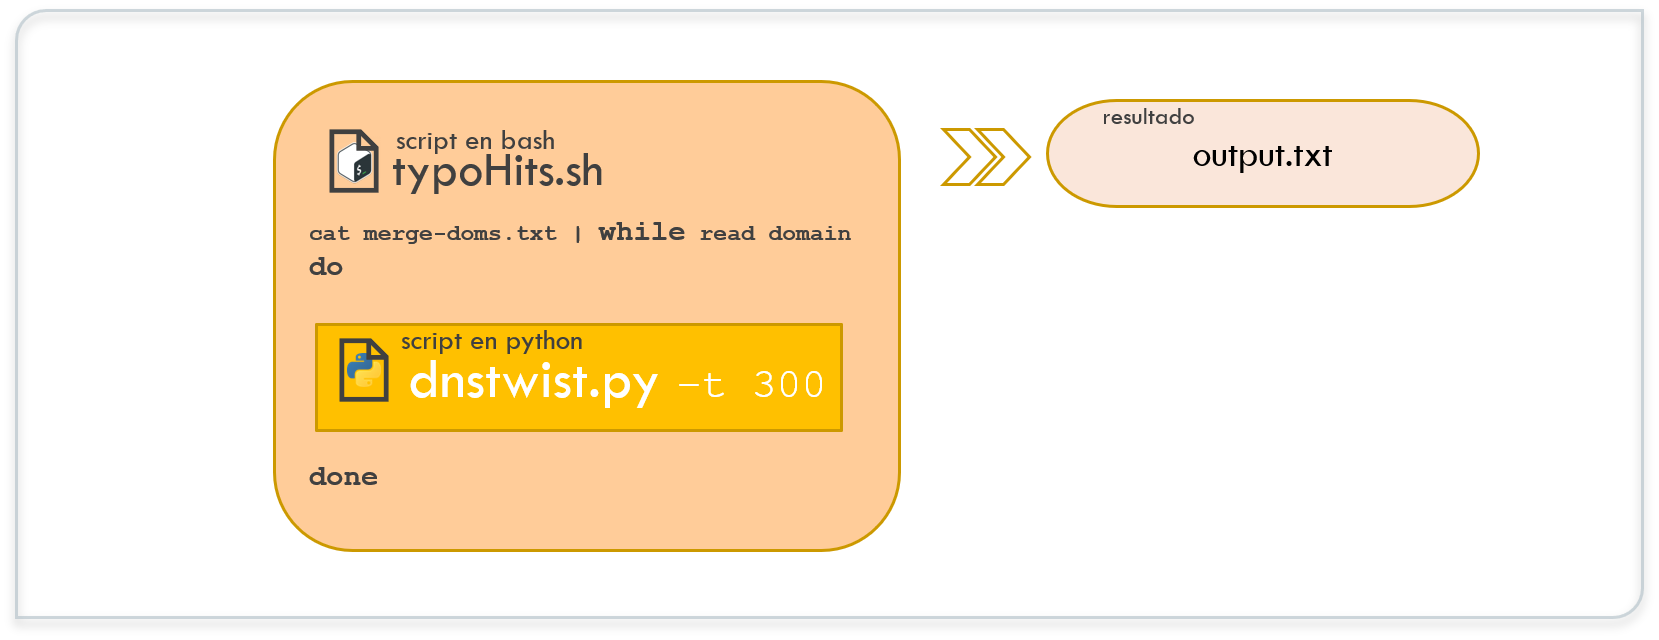 script en bash
typoHits.sh
cat merge-doms.txt | while read domain
do
script en python
dnstwist.py –t 300
done
resultado
output.txt